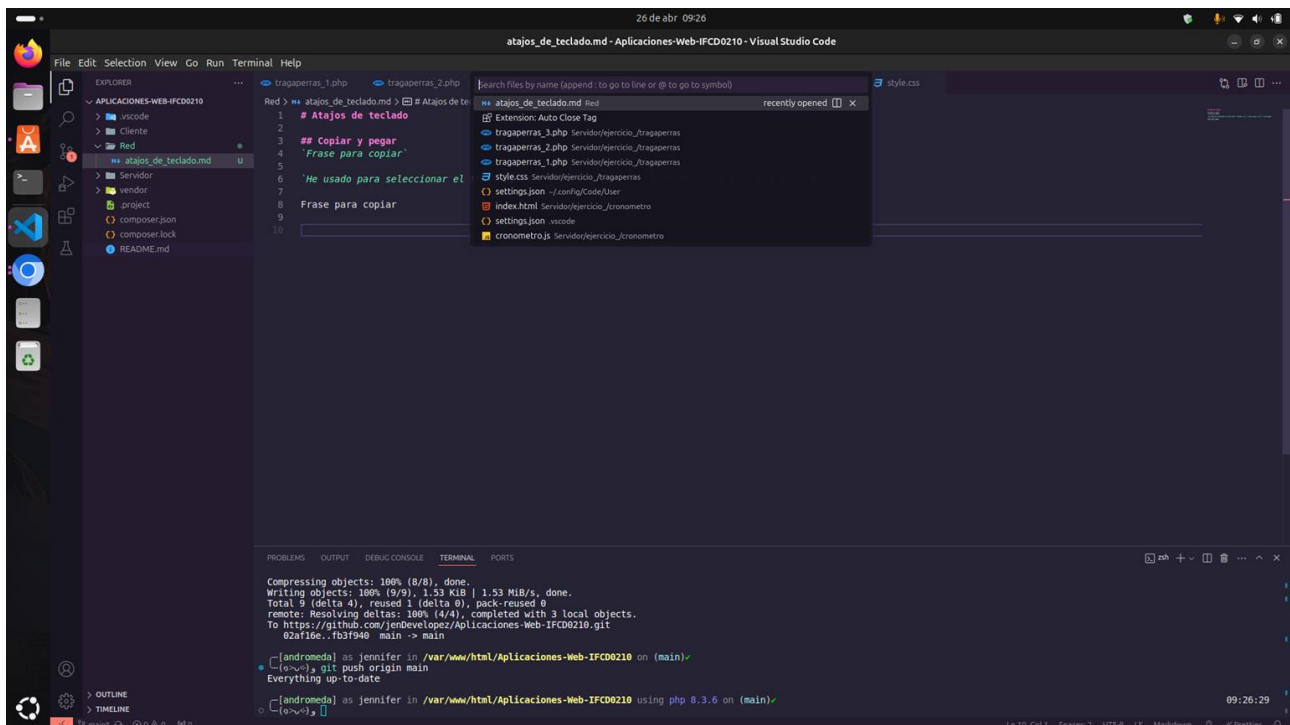 26 de abr 09:26
atajos_de_teclado.md - Aplicaciones-Web-IFCD0210 - Visual Studio Code
File Edit Selection View Go Run Terminal Help
EXPLORER
APLICACIONES-WEB-IFCD0210
.vscode
Cliente
Red
atajos_de_teclado.md U
Servidor
vendor
.project
composer.json
composer.lock
README.md
OUTLINE
TIMELINE
tragaperras_1.php tragaperras_2.php style.css
Red > atajos_de_teclado.md > # Atajos de te
1 # Atajos de teclado
2
3 ## Copiar y pegar
4 `Frase para copiar`
5
6 `He usado para seleccionar el
7
8 Frase para copiar
9
10
Search files by name (append : to go to line or @ to go to symbol)
atajos_de_teclado.md Red recently opened
Extension: Auto Close Tag
tragaperras_3.php Servidor/ejercicio_/tragaperras
tragaperras_2.php Servidor/ejercicio_/tragaperras
tragaperras_1.php Servidor/ejercicio_/tragaperras
style.css Servidor/ejercicio_/tragaperras
settings.json ~/.config/Code/User
index.html Servidor/ejercicio_/cronometro
settings.json .vscode
cronometro.js Servidor/ejercicio_/cronometro
PROBLEMS OUTPUT DEBUG CONSOLE TERMINAL PORTS
zsh
Compressing objects: 100% (8/8), done.
Writing objects: 100% (9/9), 1.53 KiB | 1.53 MiB/s, done.
Total 9 (delta 4), reused 1 (delta 0), pack-reused 0
remote: Resolving deltas: 100% (4/4), completed with 3 local objects.
To https://github.com/jenDevelopez/Aplicaciones-Web-IFCD0210.git
02af16e..fb3f940 main -> main
[andromeda] as jennifer in /var/www/html/Aplicaciones-Web-IFCD0210 on (main)✔
git push origin main
Everything up-to-date
[andromeda] as jennifer in /var/www/html/Aplicaciones-Web-IFCD0210 using php 8.3.6 on (main)✔
09:26:29